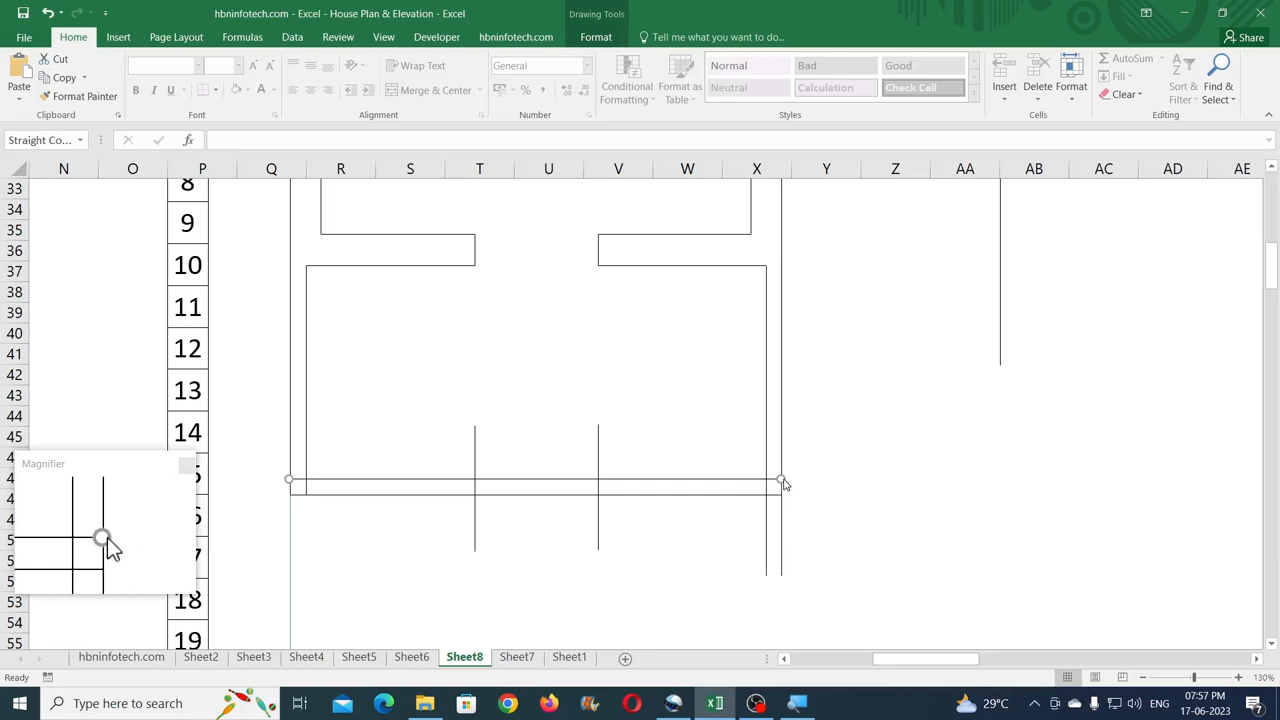 hbninfotech.com - Excel - House Plan & Elevation - Excel
Drawing Tools
File Home Insert Page Layout Formulas Data Review View Developer hbninfotech.com Format Tell me what you want to do... Share
Paste
Cut
Copy
Format Painter
Clipboard
B I U
Font
Wrap Text
Merge & Center
Alignment
General
%
Number
Conditional Formatting
Format as Table
Normal Bad Good
Neutral Calculation Check Cell
Styles
Insert Delete Format
Cells
AutoSum
Fill
Clear
Sort & Filter
Find & Select
Editing
Straight Co...
fx
N O P Q R S T U V W X Y Z AA AB AC AD AE
33
34
35
36
37
38
39
40
41
42
43
44
45
53
54
55
8
9
10
11
12
13
14
18
19
Magnifier
hbninfotech.com Sheet2 Sheet3 Sheet4 Sheet5 Sheet6 Sheet8 Sheet7 Sheet1
Ready
130%
Type here to search
29°C
ENG
07:57 PM
17-06-2023